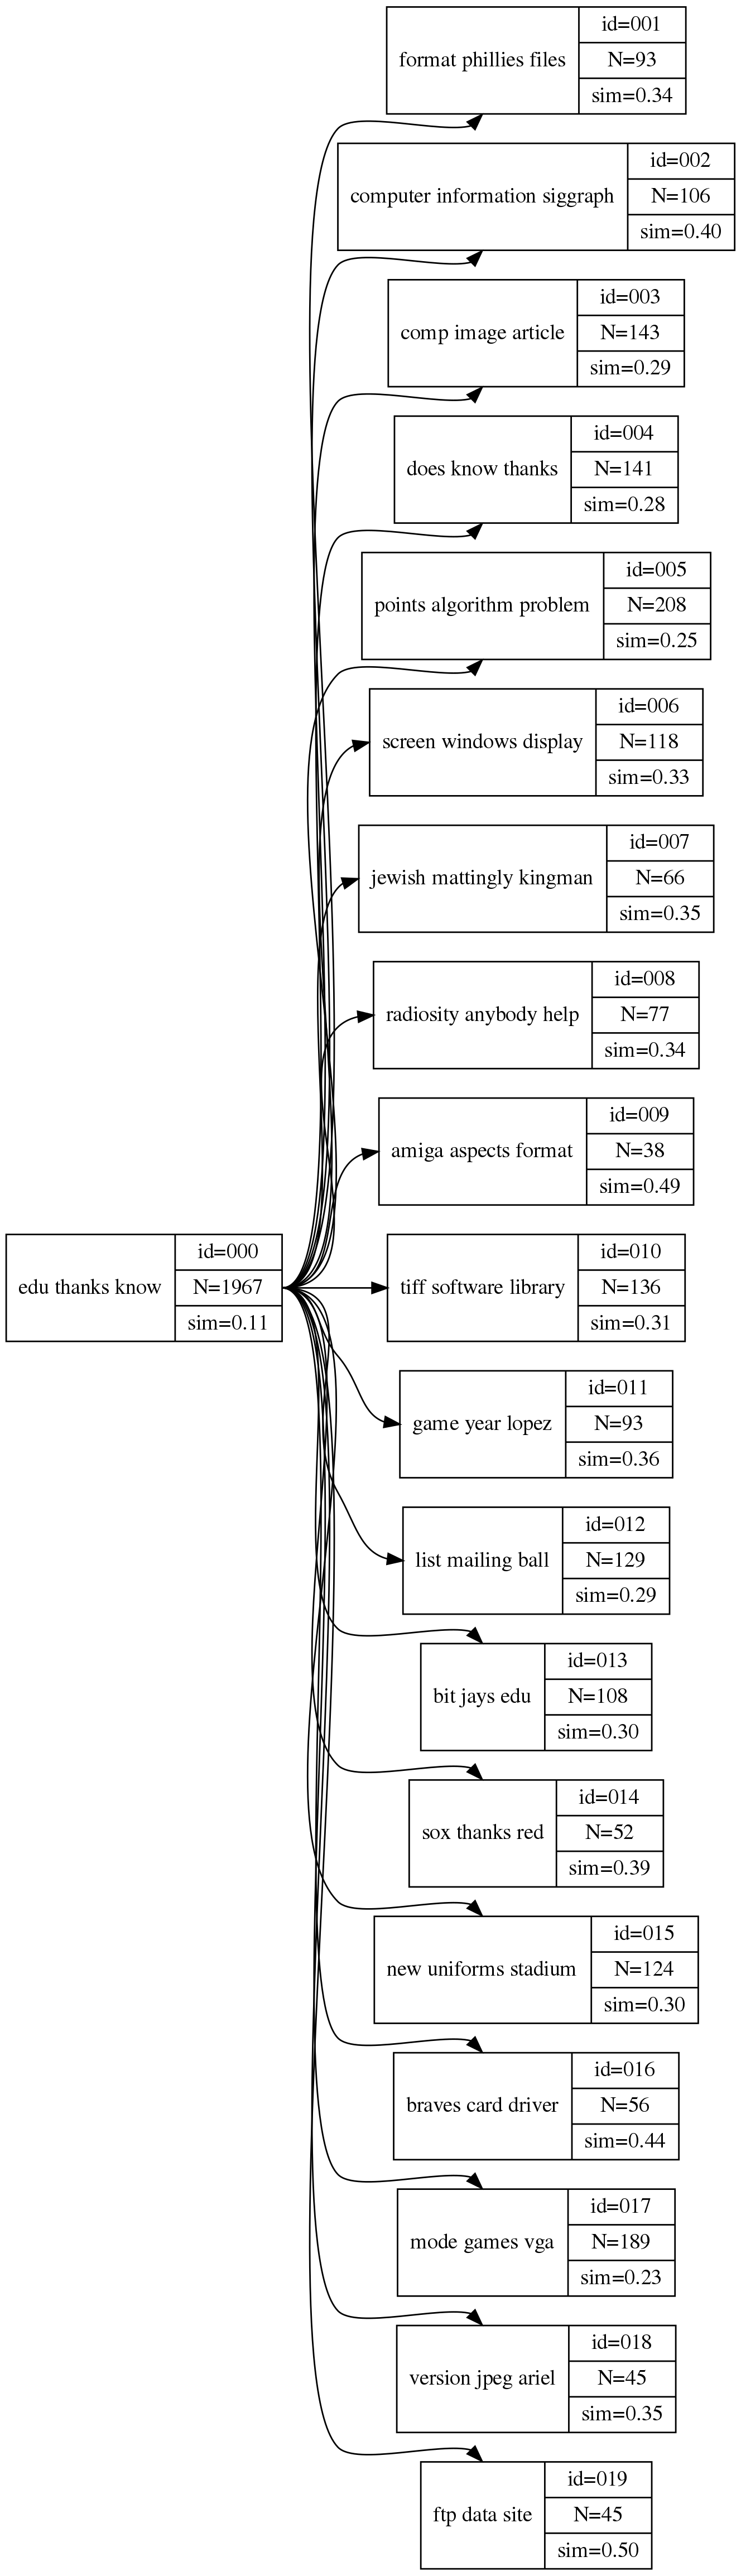 format phillies files
id=001
N=93
sim=0.34
computer information siggraph
id=002
N=106
sim=0.40
comp image article
id=003
N=143
sim=0.29
does know thanks
id=004
N=141
sim=0.28
points algorithm problem
id=005
N=208
sim=0.25
screen windows display
id=006
N=118
sim=0.33
jewish mattingly kingman
id=007
N=66
sim=0.35
radiosity anybody help
id=008
N=77
sim=0.34
amiga aspects format
id=009
N=38
sim=0.49
edu thanks know
id=000
N=1967
sim=0.11
tiff software library
id=010
N=136
sim=0.31
game year lopez
id=011
N=93
sim=0.36
list mailing ball
id=012
N=129
sim=0.29
bit jays edu
id=013
N=108
sim=0.30
sox thanks red
id=014
N=52
sim=0.39
new uniforms stadium
id=015
N=124
sim=0.30
braves card driver
id=016
N=56
sim=0.44
mode games vga
id=017
N=189
sim=0.23
version jpeg ariel
id=018
N=45
sim=0.35
ftp data site
id=019
N=45
sim=0.50